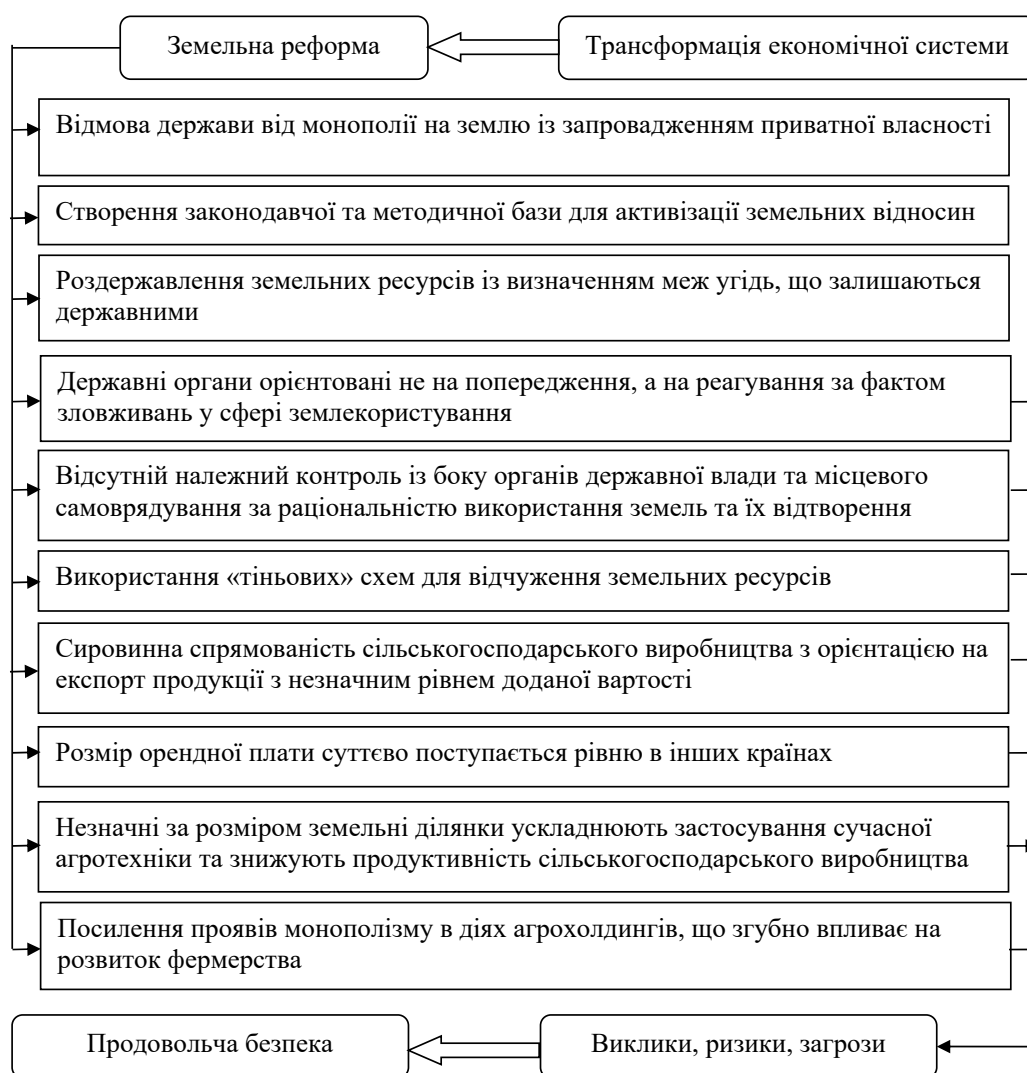 Земельна реформа
Трансформація економічної системи
Відмова держави від монополії на землю із запровадженням приватної власності
Створення законодавчої та методичної бази для активізації земельних відносин
Роздержавлення земельних ресурсів із визначенням меж угідь, що залишаються
державними
Державні органи орієнтовані не на попередження, а на реагування за фактом
зловживань у сфері землекористування
Відсутній належний контроль із боку органів державної влади та місцевого
самоврядування за раціональністю використання земель та їх відтворення
Використання «тіньових» схем для відчуження земельних ресурсів
Сировинна спрямованість сільськогосподарського виробництва з орієнтацією на
експорт продукції з незначним рівнем доданої вартості
Розмір орендної плати суттєво поступається рівню в інших країнах
Незначні за розміром земельні ділянки ускладнюють застосування сучасної
агротехніки та знижують продуктивність сільськогосподарського виробництва
Посилення проявів монополізму в діях агрохолдингів, що згубно впливає на
розвиток фермерства
Продовольча безпека
Виклики, ризики, загрози